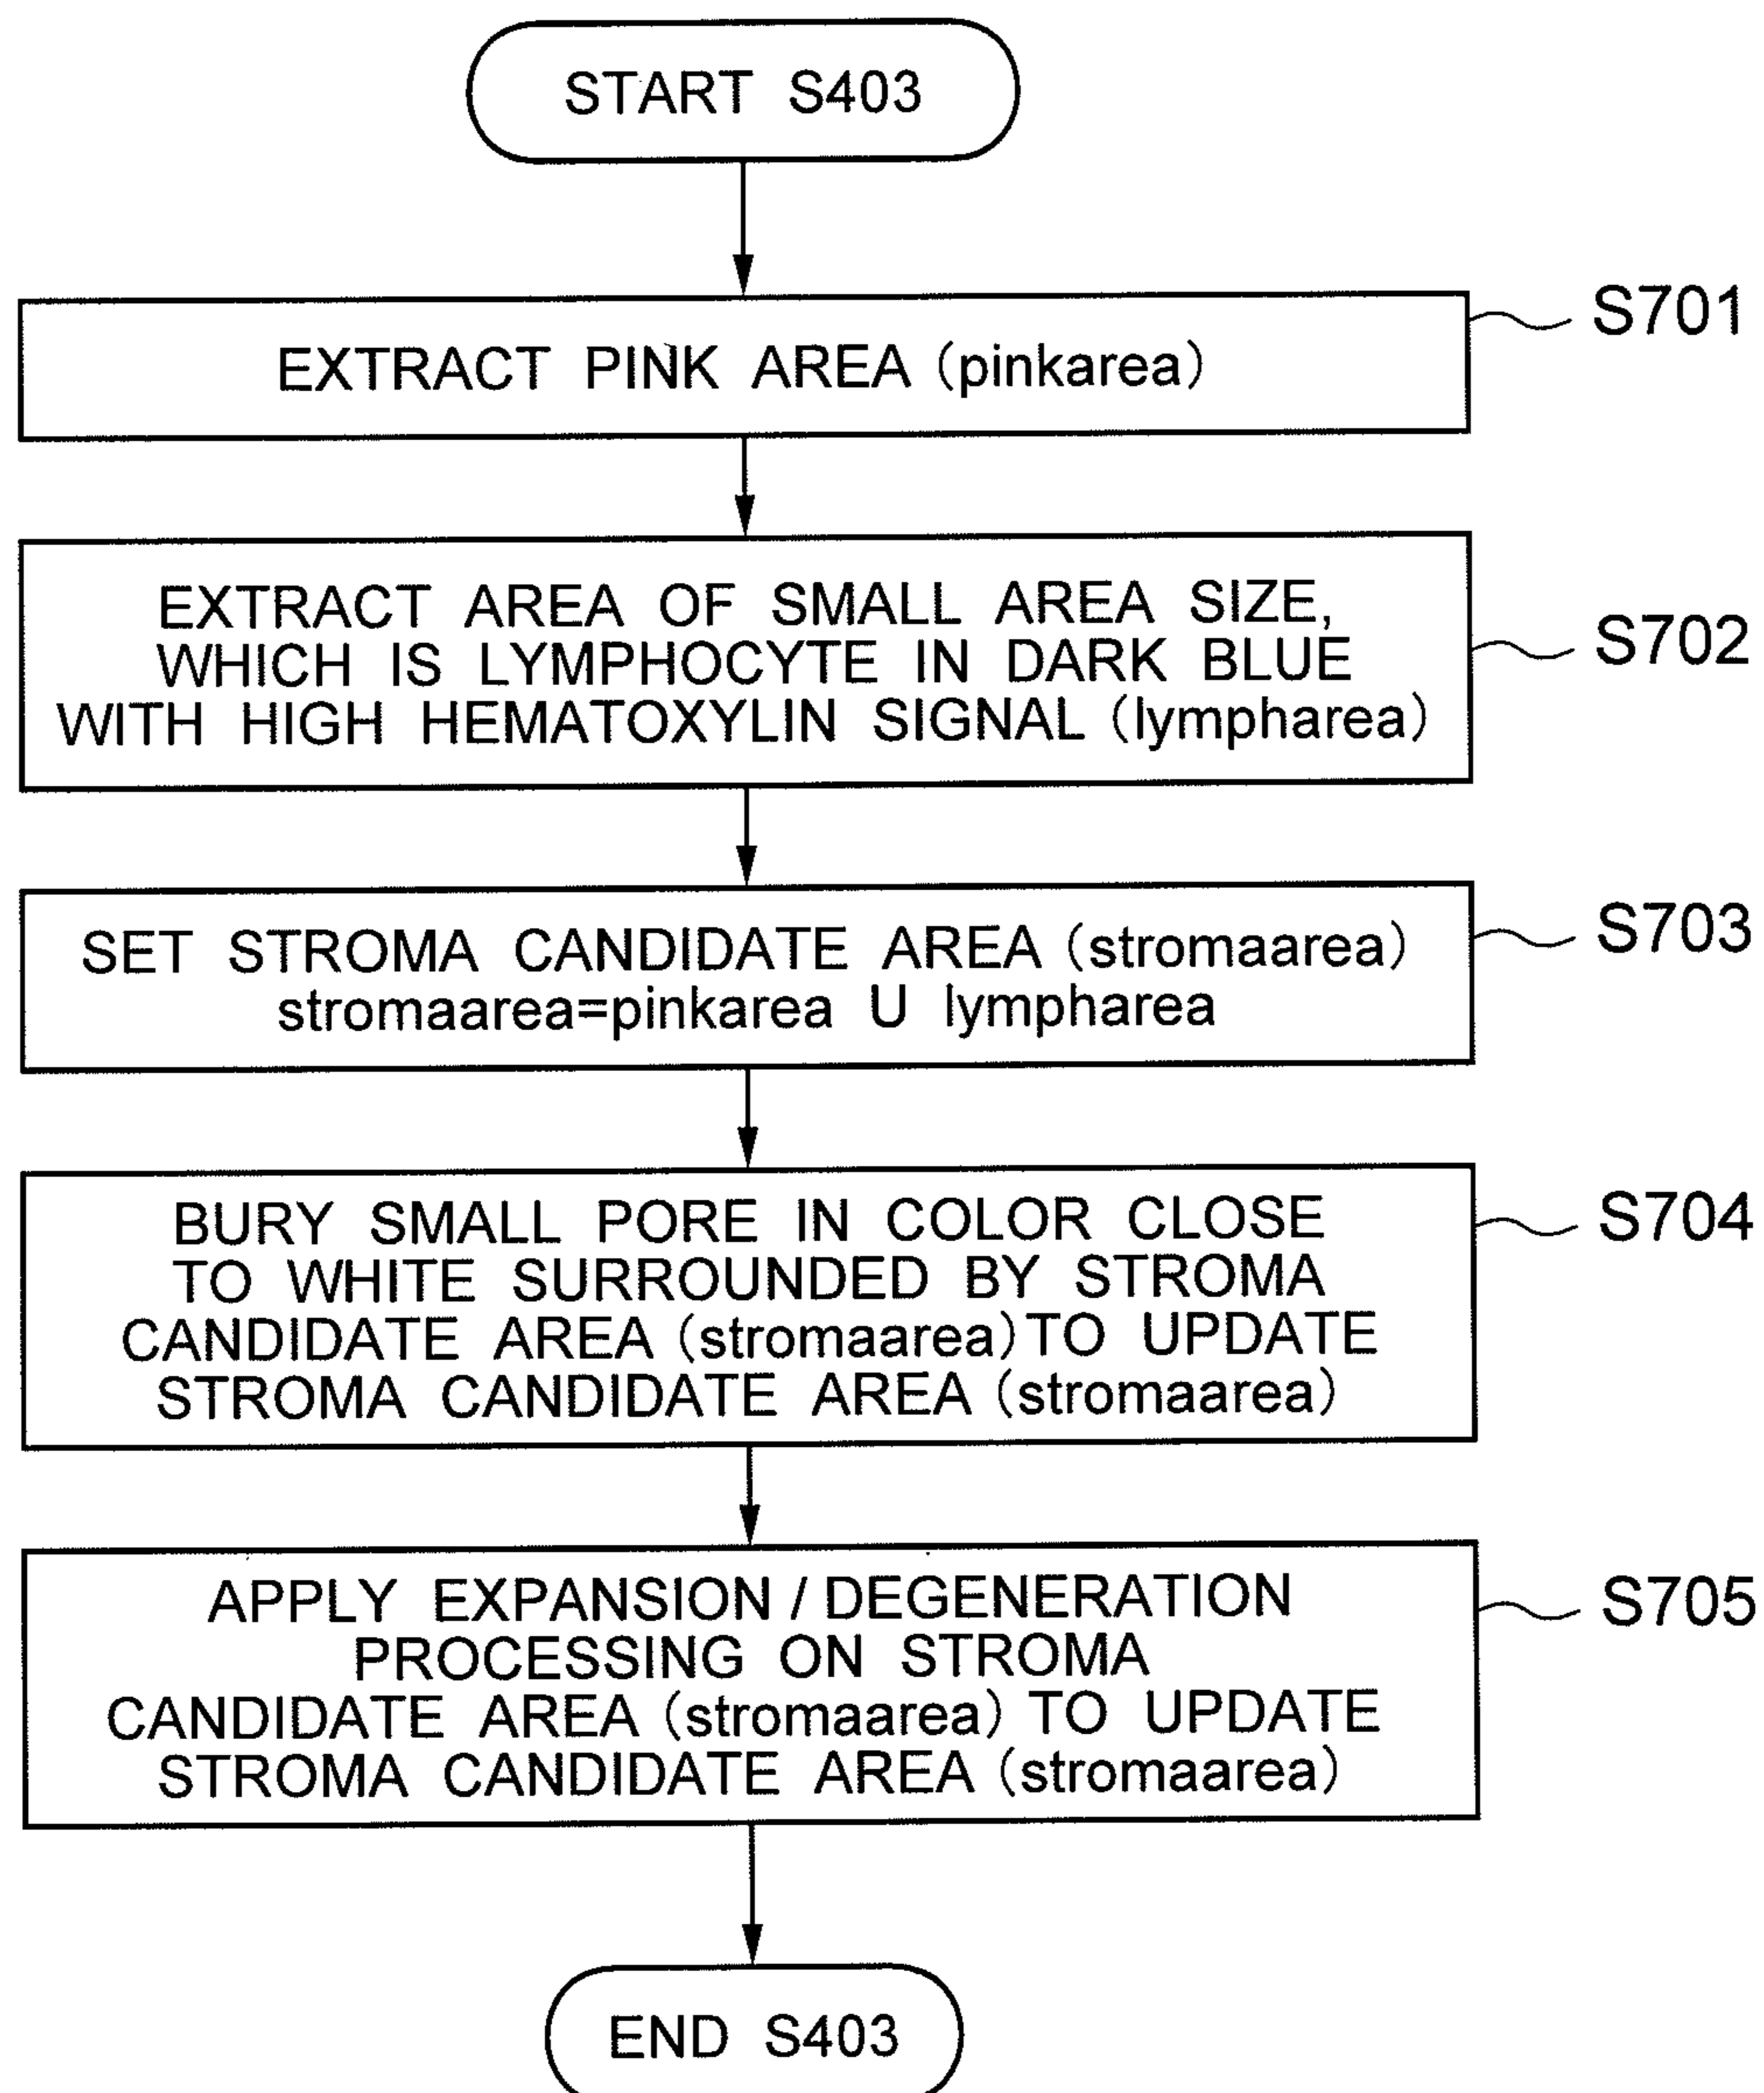 START S403
S701
EXTRACT PINK AREA (pinkarea)
EXTRACT AREA OF SMALL AREA SIZE,
WHICH IS LYMPHOCYTE IN DARK BLUE
WITH HIGH HEMATOXYLIN SIGNAL (lympharea)
S702
SET STROMA CANDIDATE AREA (stromaarea)
stromaarea=pinkarea U lympharea
S703
BURY SMALL PORE IN COLOR CLOSE
TO WHITE SURROUNDED BY STROMA
CANDIDATE AREA (stromaarea) TO UPDATE
STROMA CANDIDATE AREA (stromaarea)
S704
APPLY EXPANSION / DEGENERATION
PROCESSING ON STROMA
CANDIDATE AREA (stromaarea) TO UPDATE
STROMA CANDIDATE AREA (stromaarea)
S705
END S403